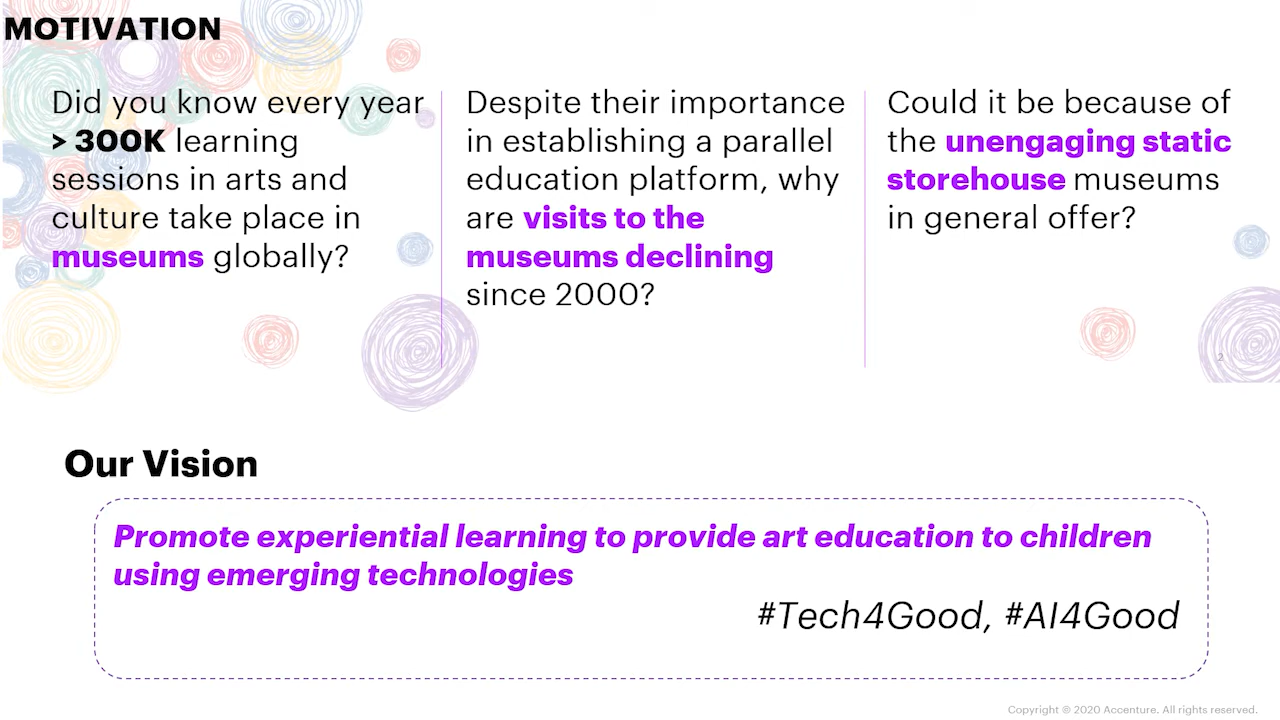 MOTIVATION
Did you know every year
> 300K learning
sessions in arts and
culture take place in
museums globally?
Despite their importance
in establishing a parallel
education platform, why
are visits to the
museums declining
since 2000?
Could it be because of
the unengaging static
storehouse museums
in general offer?
2
Our Vision
Promote experiential learning to provide art education to children
using emerging technologies
#Tech4Good, #AI4Good
Copyright © 2020 Accenture. All rights reserved.